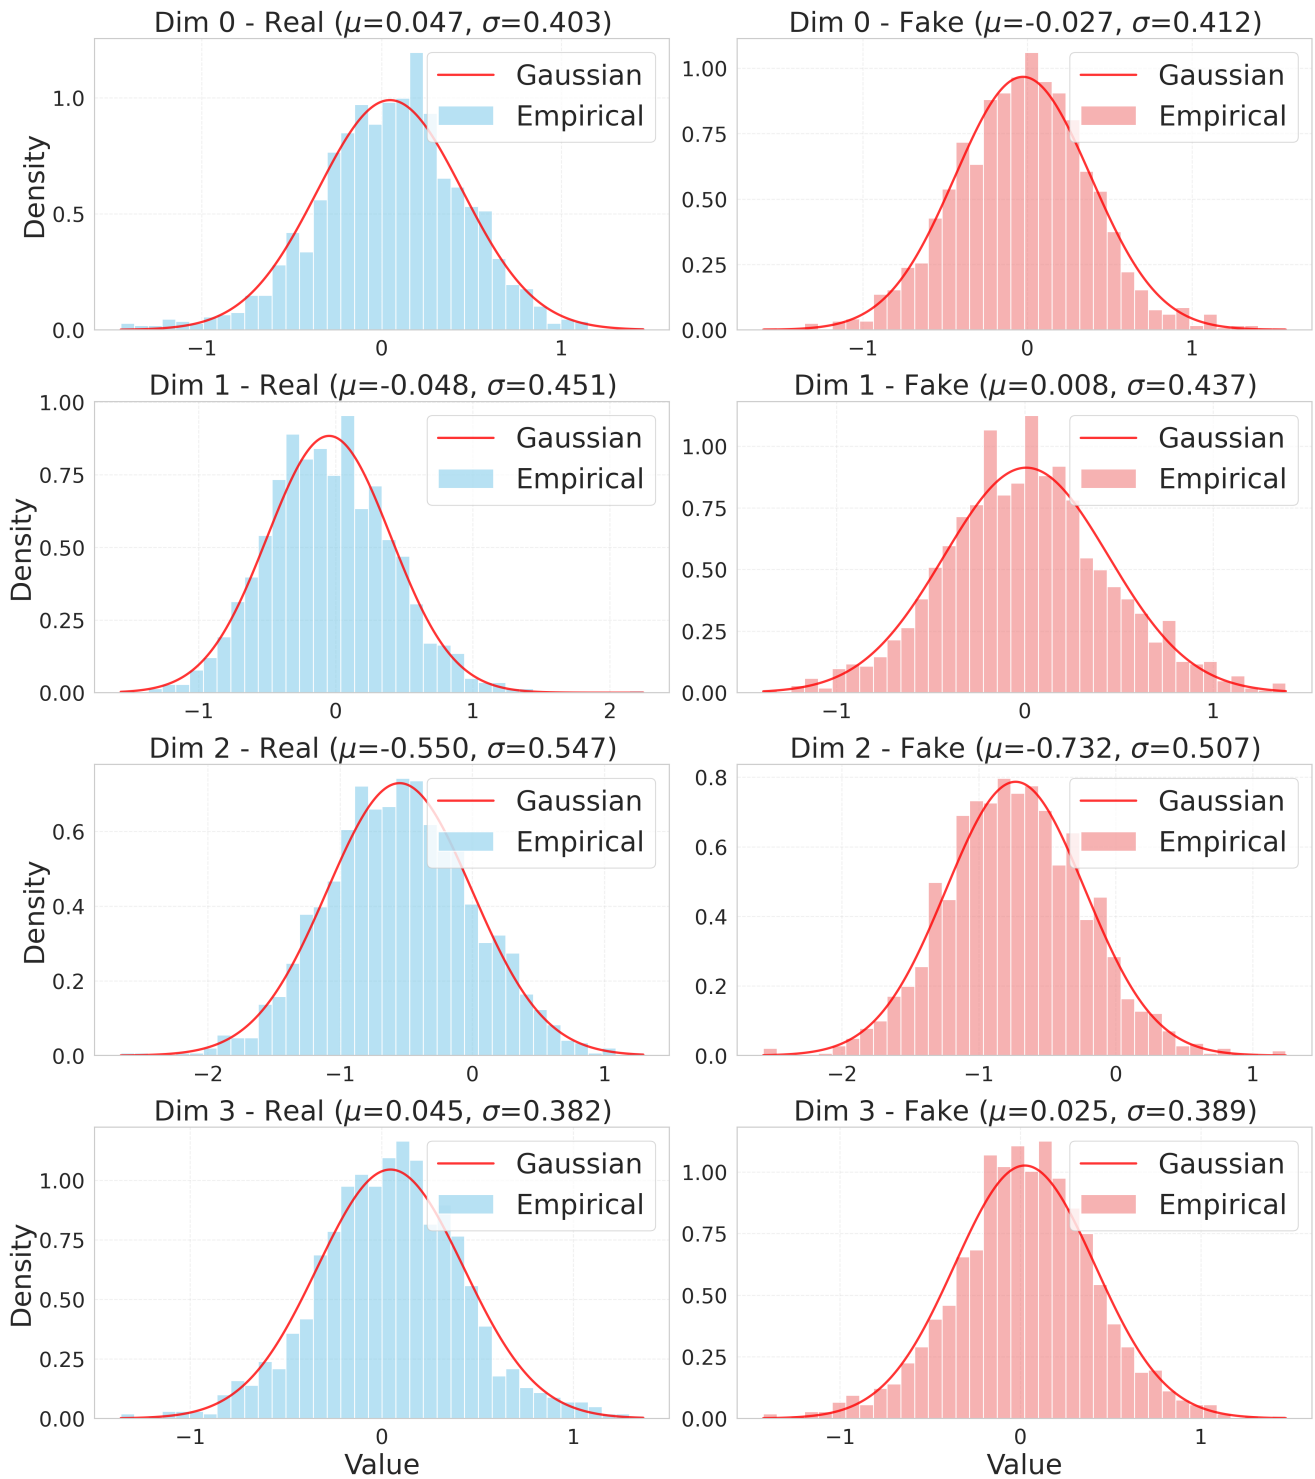 Dim 0 - Real (μ=0.047, σ=0.403)
Density
1.0
0.5
0.0
−1
0
1
Gaussian
Empirical
Dim 0 - Fake (μ=-0.027, σ=0.412)
1.00
0.75
0.50
0.25
0.00
−1
0
1
Gaussian
Empirical
Dim 1 - Real (μ=-0.048, σ=0.451)
Density
1.00
0.75
0.50
0.25
0.00
−1
0
1
2
Gaussian
Empirical
Dim 1 - Fake (μ=0.008, σ=0.437)
1.00
0.75
0.50
0.25
0.00
−1
0
1
Gaussian
Empirical
Dim 2 - Real (μ=-0.550, σ=0.547)
Density
0.6
0.4
0.2
0.0
−2
−1
0
1
Gaussian
Empirical
Dim 2 - Fake (μ=-0.732, σ=0.507)
0.8
0.6
0.4
0.2
0.0
−2
−1
0
1
Gaussian
Empirical
Dim 3 - Real (μ=0.045, σ=0.382)
Density
1.00
0.75
0.50
0.25
0.00
−1
0
1
Value
Gaussian
Empirical
Dim 3 - Fake (μ=0.025, σ=0.389)
1.00
0.75
0.50
0.25
0.00
−1
0
1
Value
Gaussian
Empirical